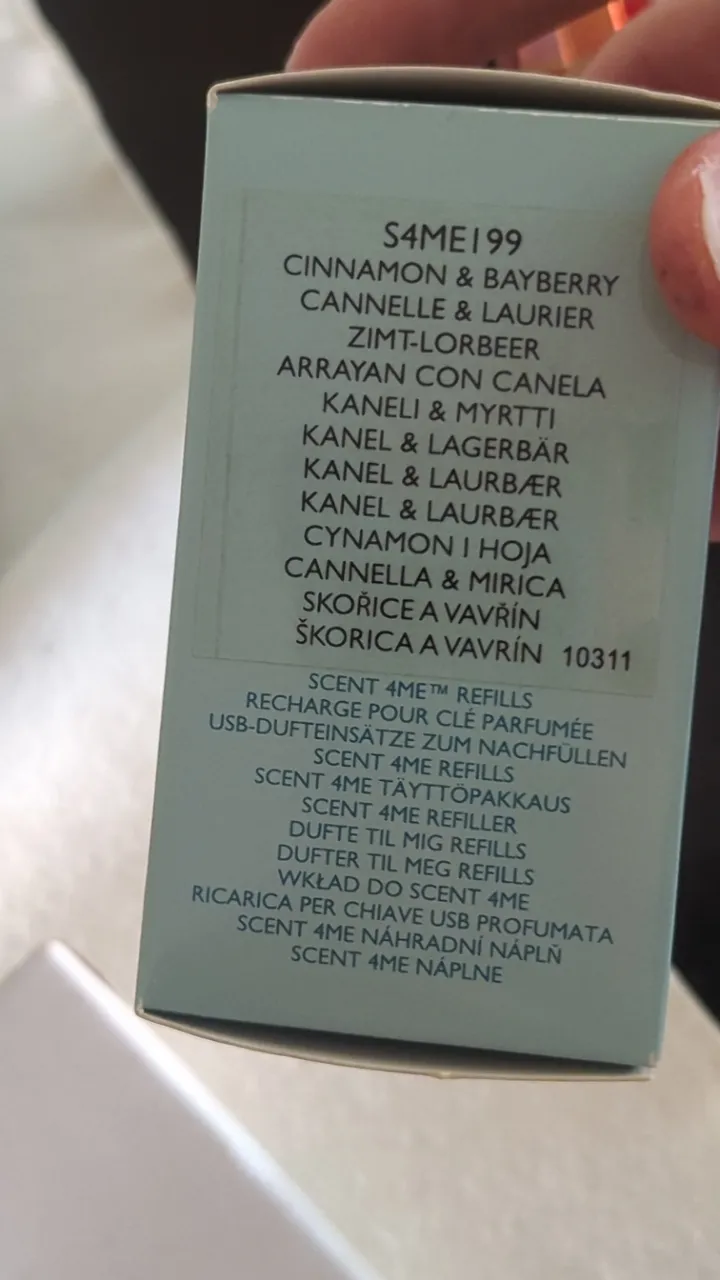 S4ME199
CINNAMON & BAYBERRY
CANNELLE & LAURIER
ZIMT-LORBEER
ARRAYAN CON CANELA
KANELI & MYRTTI
KANEL & LAGERBÄR
KANEL & LAURBÆR
KANEL & LAURBÆR
CYNAMON I HOJA
CANNELLA & MIRICA
SKOŘICE A VAVŘÍN
ŠKORICA A VAVRÍN 10311
SCENT 4ME™ REFILLS
RECHARGE POUR CLÉ PARFUMÉE
USB-DUFTEINSÄTZE ZUM NACHFÜLLEN
SCENT 4ME REFILLS
SCENT 4ME TÄYTTÖPAKKAUS
SCENT 4ME REFILLER
DUFTE TIL MIG REFILLS
DUFTER TIL MEG REFILLS
WKŁAD DO SCENT 4ME
RICARICA PER CHIAVE USB PROFUMATA
SCENT 4ME NÁHRADNÍ NÁPLŇ
SCENT 4ME NÁPLNE